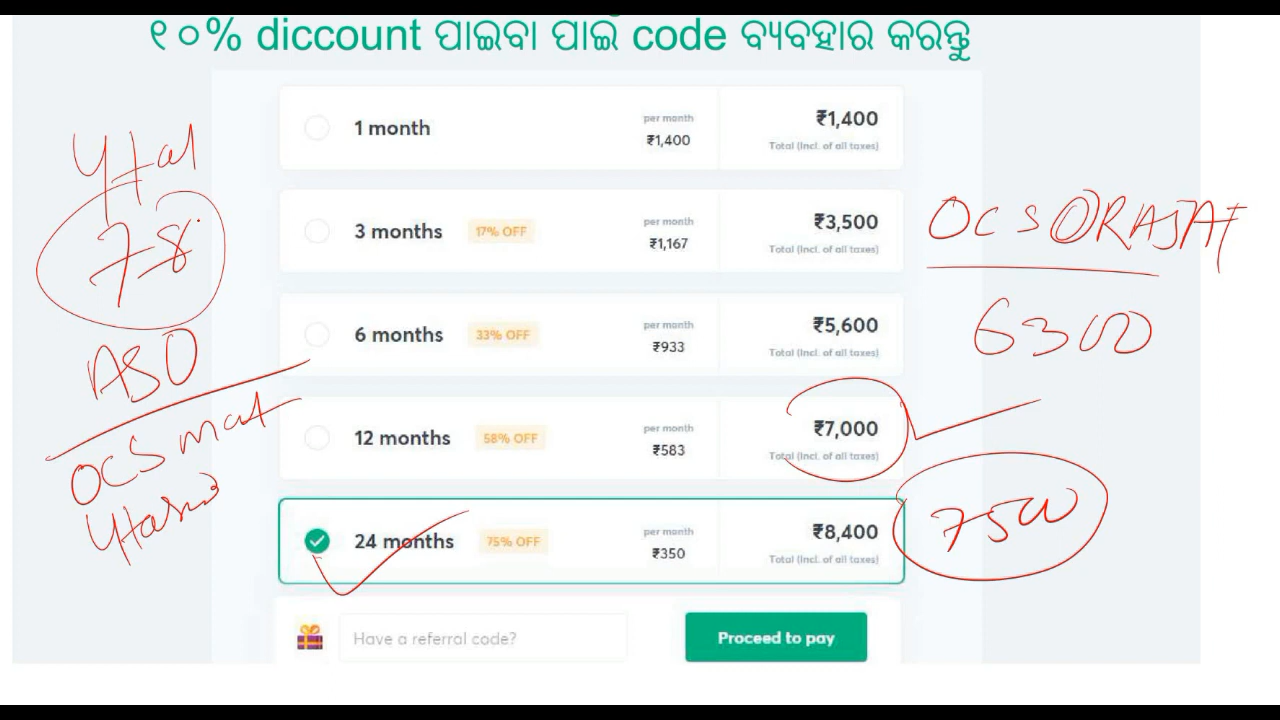 ୧୦% diccount ପାଇବା ପାଇ code ବ୍ୟବହାର କରନ୍ତୁ
1 month
per month
₹1,400
₹1,400
Total (Incl. of all taxes)
3 months 17% OFF
per month
₹1,167
₹3,500
Total (Incl. of all taxes)
6 months 33% OFF
per month
₹933
₹5,600
Total (Incl. of all taxes)
12 months 58% OFF
per month
₹583
₹7,000
Total (Incl. of all taxes)
24 months 75% OFF
per month
₹350
₹8,400
Total (Incl. of all taxes)
Have a referral code?
Proceed to pay
78
ASO
OCS
OCS@RAJAT
6300
7500